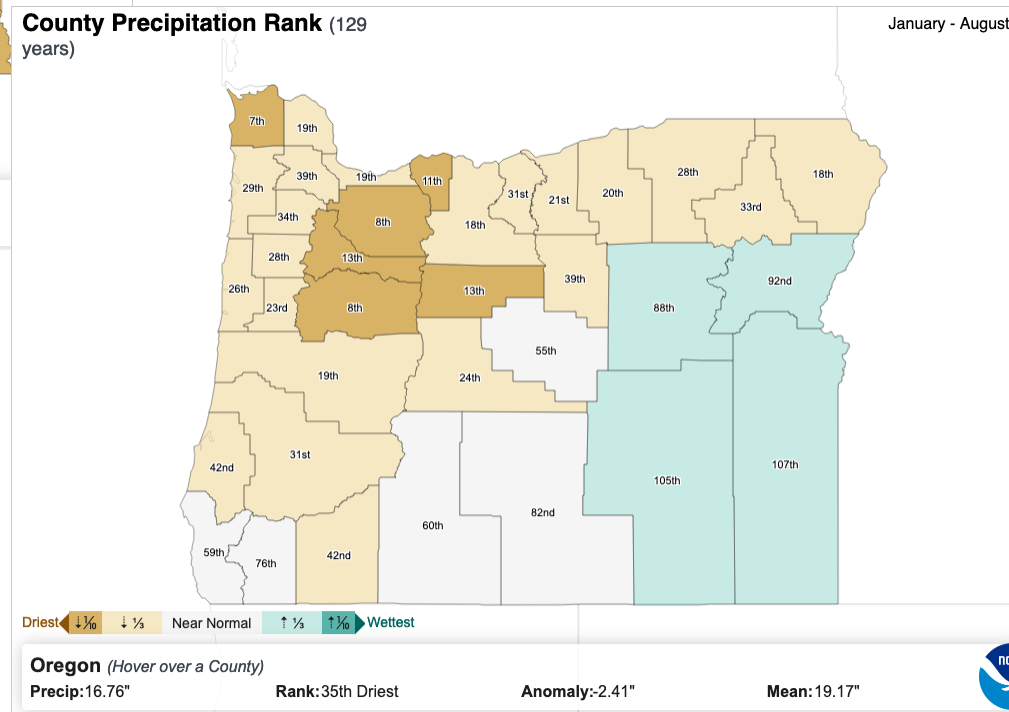 County Precipitation Rank (129
years)
January - August
7th
19th
39th
19th
11th
29th
34th
8th
18th
31st
21st
20th
28th
33rd
18th
28th
13th
26th
23rd
8th
13th
39th
88th
92nd
55th
19th
24th
42nd
31st
105th
107th
60th
82nd
59th
76th
42nd
Driest ↓⅒ ↓ ⅓ Near Normal ↑ ⅓ ↑⅒ Wettest
Oregon (Hover over a County)
Precip:16.76" Rank:35th Driest Anomaly:-2.41" Mean:19.17"